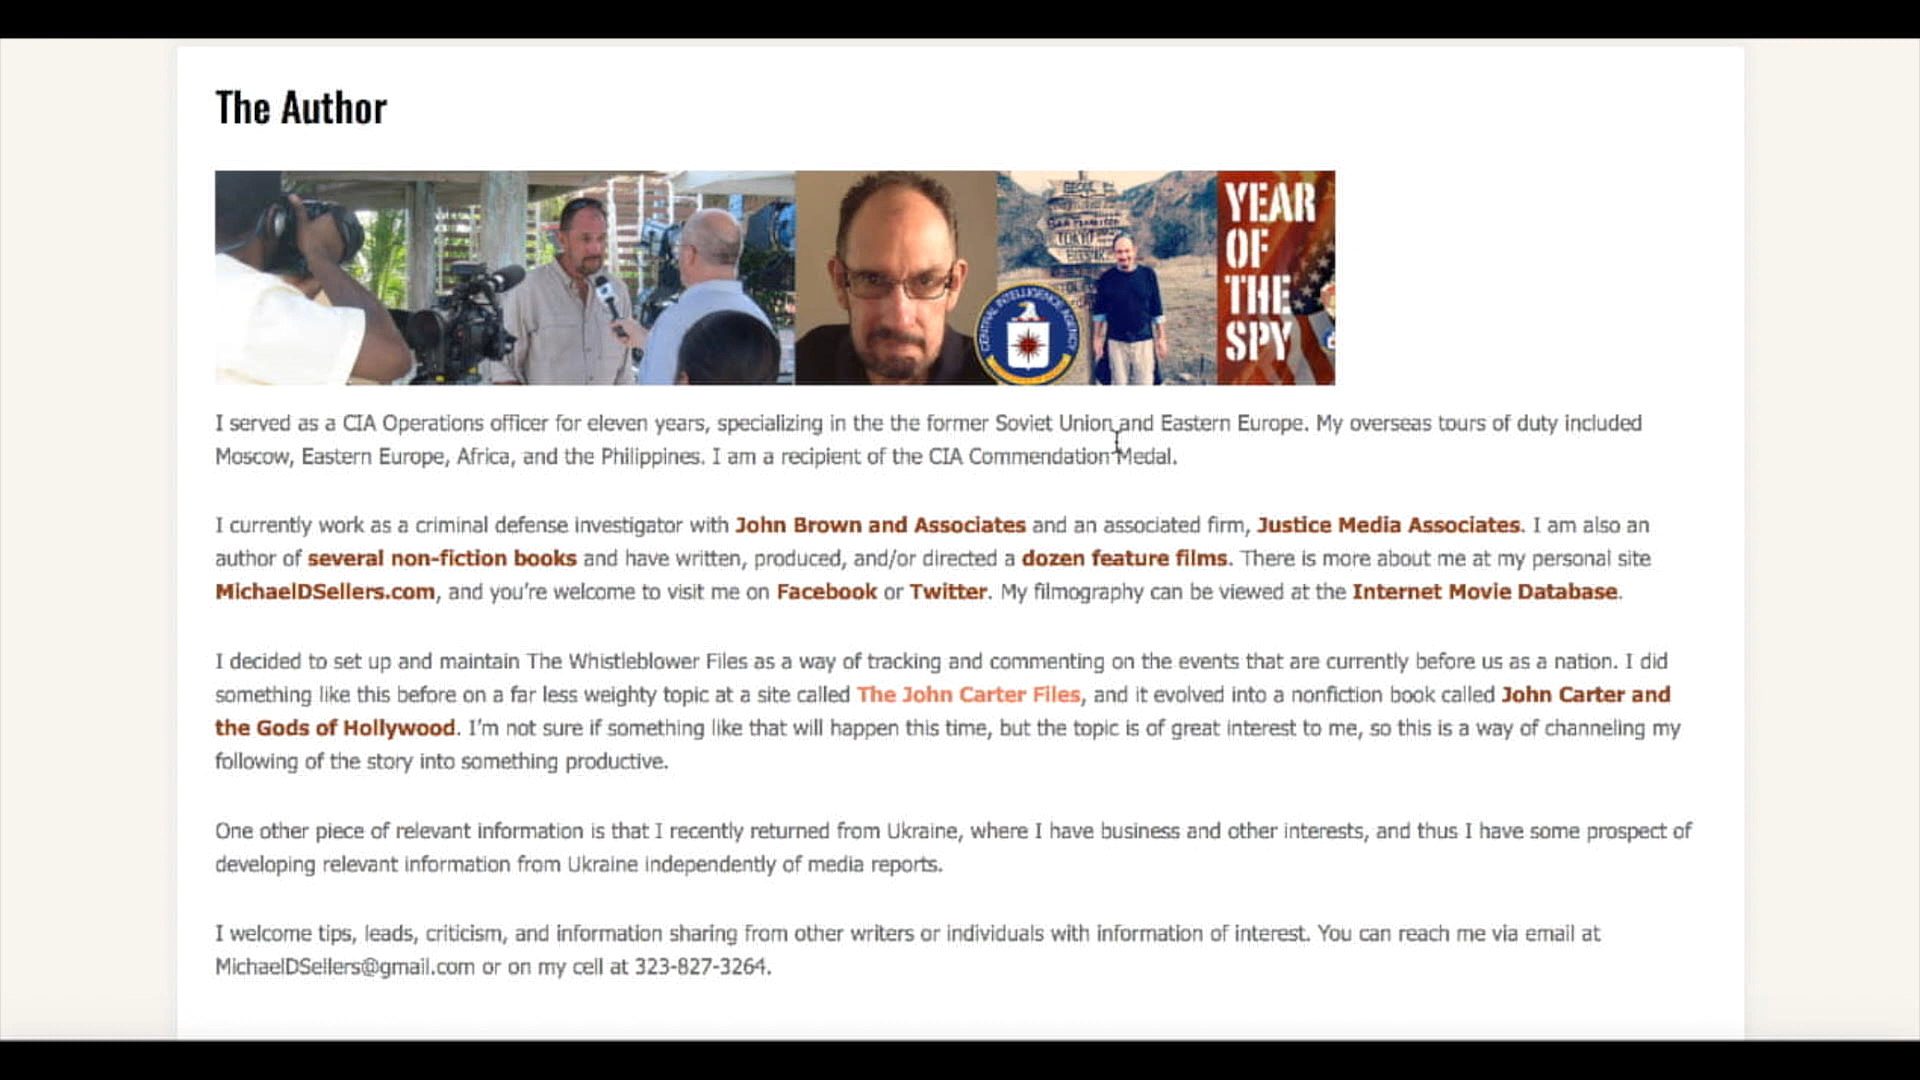 The Author
YEAR
OF
THE
SPY
CENTRAL INTELLIGENCE AGENCY
I served as a CIA Operations officer for eleven years, specializing in the the former Soviet Union and Eastern Europe. My overseas tours of duty included
Moscow, Eastern Europe, Africa, and the Philippines. I am a recipient of the CIA Commendation Medal.
I currently work as a criminal defense investigator with John Brown and Associates and an associated firm, Justice Media Associates. I am also an
author of several non-fiction books and have written, produced, and/or directed a dozen feature films. There is more about me at my personal site
MichaelDSellers.com, and you're welcome to visit me on Facebook or Twitter. My filmography can be viewed at the Internet Movie Database.
I decided to set up and maintain The Whistleblower Files as a way of tracking and commenting on the events that are currently before us as a nation. I did
something like this before on a far less weighty topic at a site called The John Carter Files, and it evolved into a nonfiction book called John Carter and
the Gods of Hollywood. I'm not sure if something like that will happen this time, but the topic is of great interest to me, so this is a way of channeling my
following of the story into something productive.
One other piece of relevant information is that I recently returned from Ukraine, where I have business and other interests, and thus I have some prospect of
developing relevant information from Ukraine independently of media reports.
I welcome tips, leads, criticism, and information sharing from other writers or individuals with information of interest. You can reach me via email at
MichaelDSellers@gmail.com or on my cell at 323-827-3264.